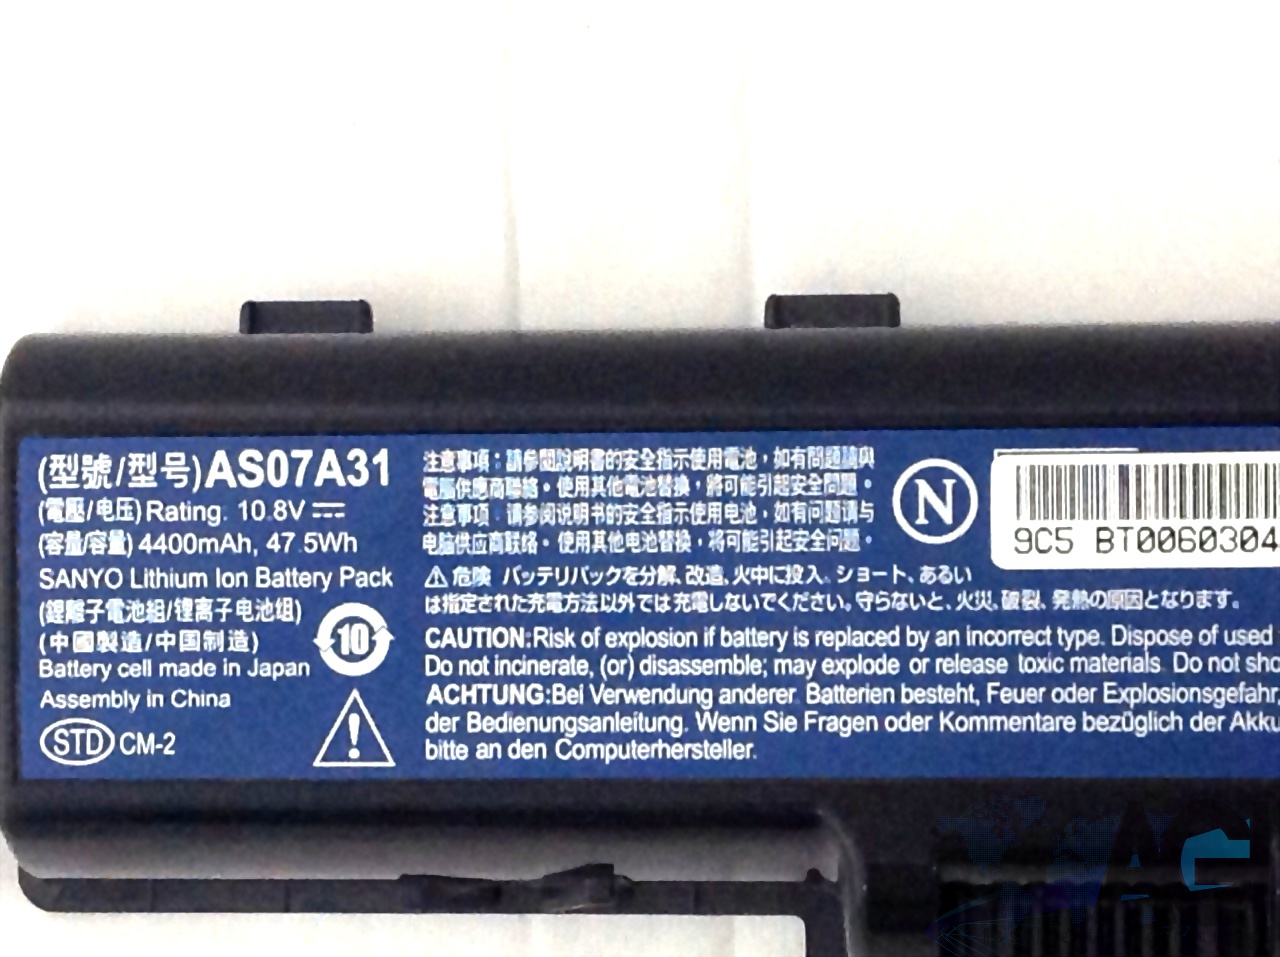 (型號/型号)AS07A31
(電壓/电压) Rating: 10.8V
(容量/容量) 4400mAh, 47.5Wh
SANYO Lithium Ion Battery Pack
(鋰離子電池組/锂离子电池组)
(中國製造/中国制造)
Battery cell made in Japan
Assembly in China
STD CM-2
10
注意事項：請參閱說明書的安全指示使用電池，如有問題請與
電腦供應商聯絡。使用其他電池替換，將可能引起安全問題。
注意事项：请参阅说明书的安全指示使用电池，如有问题请与
电脑供应商联络。使用其他电池替换，将可能引起安全问题。
N
9C5 BT0060304
⚠危険 バッテリパックを分解、改造、火中に投入、ショート、あるい
は指定された充電方法以外では充電しないでください。守らないと、火災、破裂、発熱の原因となります。
CAUTION:Risk of explosion if battery is replaced by an incorrect type. Dispose of used
Do not incinerate, (or) disassemble; may explode or release toxic materials. Do not sho
ACHTUNG:Bei Verwendung anderer Batterien besteht, Feuer oder Explosionsgefahr
der Bedienungsanleitung. Wenn Sie Fragen oder Kommentare bezüglich der Akku
bitte an den Computerhersteller.